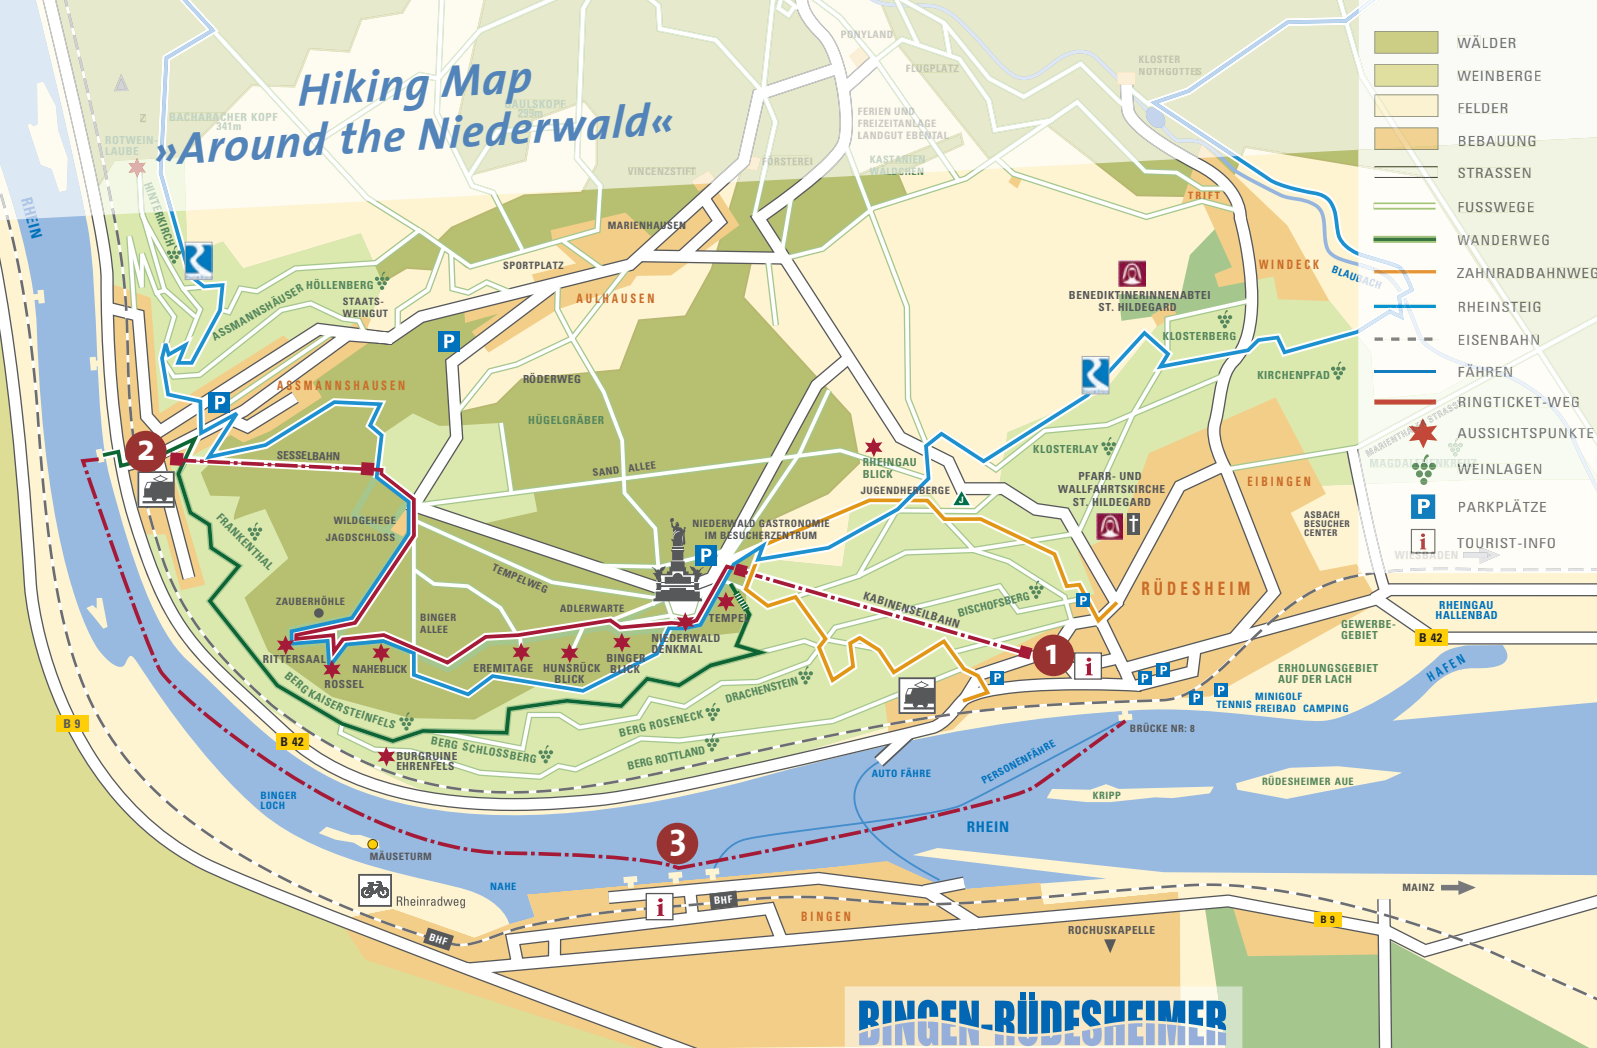 Hiking Map
»Around the Niederwald«
WÄLDER
WEINBERGE
FELDER
BEBAUUNG
STRASSEN
FUSSWEGE
WANDERWEG
ZAHNRADBAHNWEG
RHEINSTEIG
EISENBAHN
FÄHREN
RINGTICKET-WEG
AUSSICHTSPUNKTE
WEINLAGEN
P
PARKPLÄTZE
i
TOURIST-INFO
PONYLAND
FLUGPLATZ
KLOSTER
NOTHGOTTES
GAULSKOPF
BACHARACHER KOPF
341m
Z
ROTWEIN-
LAUBE
FERIEN UND
FREIZEITANLAGE
LANDGUT EBENTAL
KASTANIEN
WÄLDCHEN
FÖRSTEREI
VINCENZSTIFT
HINTERKIRCH
RHEIN
TRIFT
MARIENHAUSEN
SPORTPLATZ
AULHAUSEN
WINDECK
BLAUBACH
BENEDIKTINERINNENABTEI
ST. HILDEGARD
KLOSTERBERG
KIRCHENPFAD
ASSMANNSHÄUSER HÖLLENBERG
STAATS-
WEINGUT
P
ASSMANNSHAUSEN
P
RÖDERWEG
HÜGELGRÄBER
MARIENTHALER STRASSE
MAGDALENENKREUZ
2
SESSELBAHN
SAND ALLEE
RHEINGAU
BLICK
JUGENDHERBERGE
J
KLOSTERLAY
PFARR- UND
WALLFAHRTSKIRCHE
ST. HILDEGARD
EIBINGEN
ASBACH
BESUCHER
CENTER
WIESBADEN
FRANKENTHAL
WILDGEHEGE
JAGDSCHLOSS
NIEDERWALD GASTRONOMIE
IM BESUCHERZENTRUM
P
TEMPELWEG
ZAUBERHÖHLE
BINGER
ALLEE
ADLERWARTE
TEMPEL
NIEDERWALD
DENKMAL
KABINENSEILBAHN
BISCHOFSBERG
P
RÜDESHEIM
RHEINGAU
HALLENBAD
B 42
GEWERBE-
GEBIET
RITTERSAAL
ROSSEL
NAHEBLICK
EREMITAGE
HUNSRÜCK
BLICK
BINGER
BLICK
1
i
P
P
P
P
P
ERHOLUNGSGEBIET
AUF DER LACH
HAFEN
TENNIS
MINIGOLF
FREIBAD CAMPING
BRÜCKE NR: 8
BERG KAISERSTEINFELS
BERG SCHLOSSBERG
BERG ROSENECK
DRACHENSTEIN
BERG ROTTLAND
B 9
B 42
BURGRUINE
EHRENFELS
AUTO FÄHRE
PERSONENFÄHRE
KRIPP
RÜDESHEIMER AUE
BINGER
LOCH
RHEIN
3
MÄUSETURM
NAHE
Rheinradweg
BHF
i
BHF
BINGEN
MAINZ
B 9
ROCHUSKAPELLE
BINGEN-RÜDESHEIMER